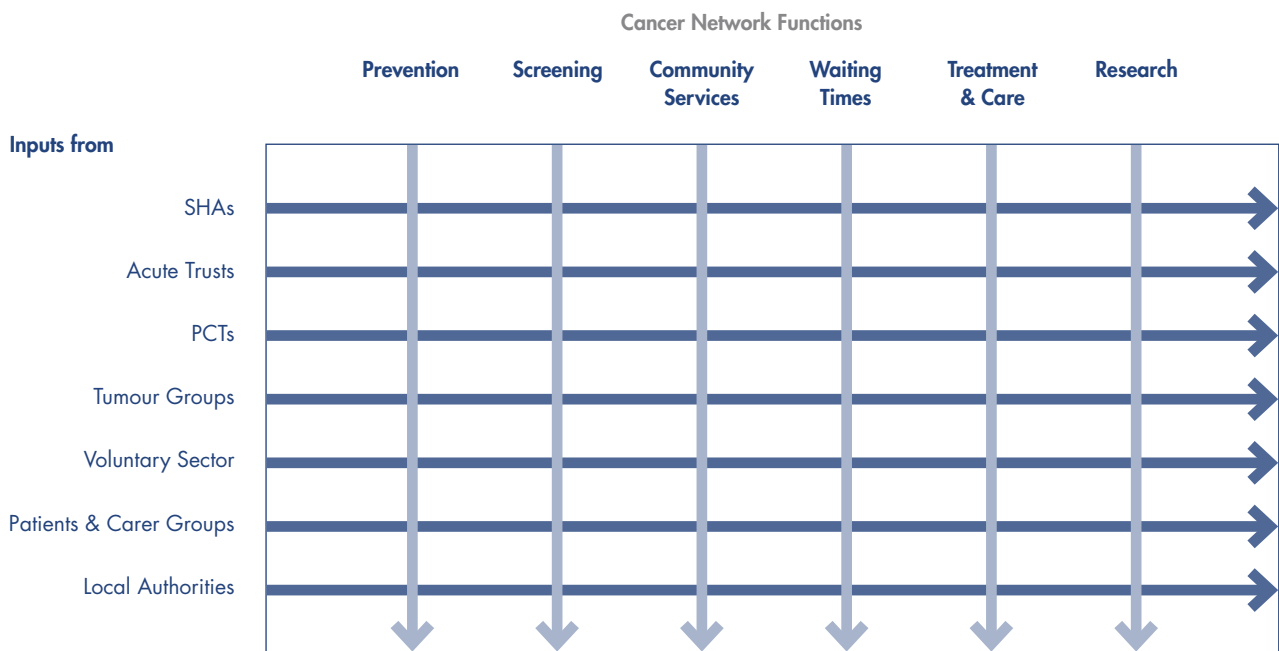 Cancer Network Functions
Prevention Screening Community Waiting Treatment Research
Services Times & Care
Inputs from
SHAs
Acute Trusts
PCTs
Tumour Groups
Voluntary Sector
Patients & Carer Groups
Local Authorities